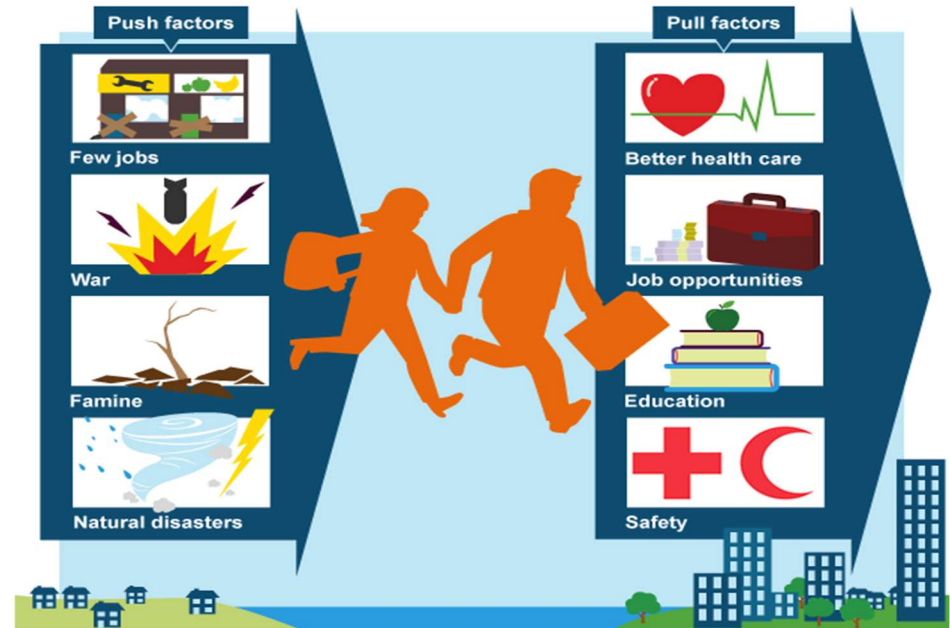 Push factors
Few jobs
War
Famine
Natural disasters
Pull factors
Better health care
Job opportunities
Education
Safety